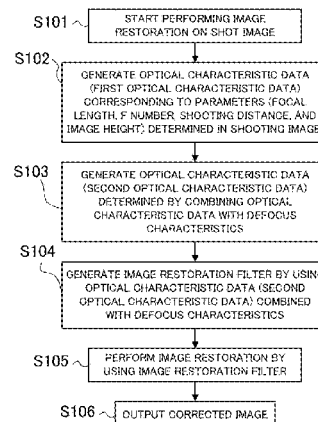 S101
START PERFORMING IMAGE
RESTORATION ON SHOT IMAGE
S102
GENERATE OPTICAL CHARACTERISTIC DATA
(FIRST OPTICAL CHARACTERISTIC DATA)
CORRESPONDING TO PARAMETERS (FOCAL
LENGTH, F NUMBER, SHOOTING DISTANCE, AND
IMAGE HEIGHT) DETERMINED IN SHOOTING IMAGE
S103
GENERATE OPTICAL CHARACTERISTIC DATA
(SECOND OPTICAL CHARACTERISTIC DATA)
DETERMINED BY COMBINING OPTICAL
CHARACTERISTIC DATA WITH DEFOCUS
CHARACTERISTICS
S104
GENERATE IMAGE RESTORATION FILTER BY USING
OPTICAL CHARACTERISTIC DATA (SECOND
OPTICAL CHARACTERISTIC DATA) COMBINED
WITH DEFOCUS CHARACTERISTICS
S105
PERFORM IMAGE RESTORATION BY
USING IMAGE RESTORATION FILTER
S106
OUTPUT CORRECTED IMAGE